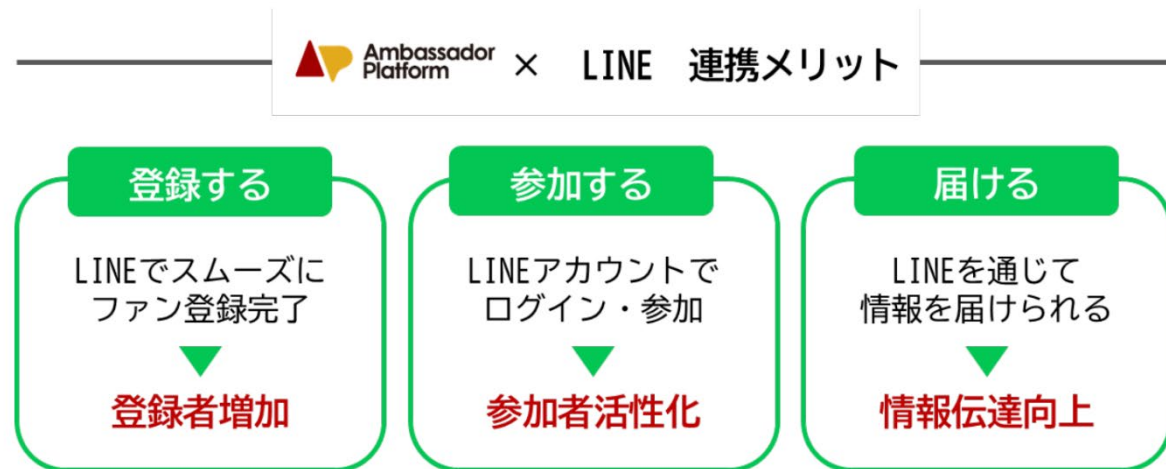 Ambassador
Platform × LINE 連携メリット
登録する
LINEでスムーズに
ファン登録完了
登録者増加
参加する
LINEアカウントで
ログイン・参加
参加者活性化
届ける
LINEを通じて
情報を届けられる
情報伝達向上